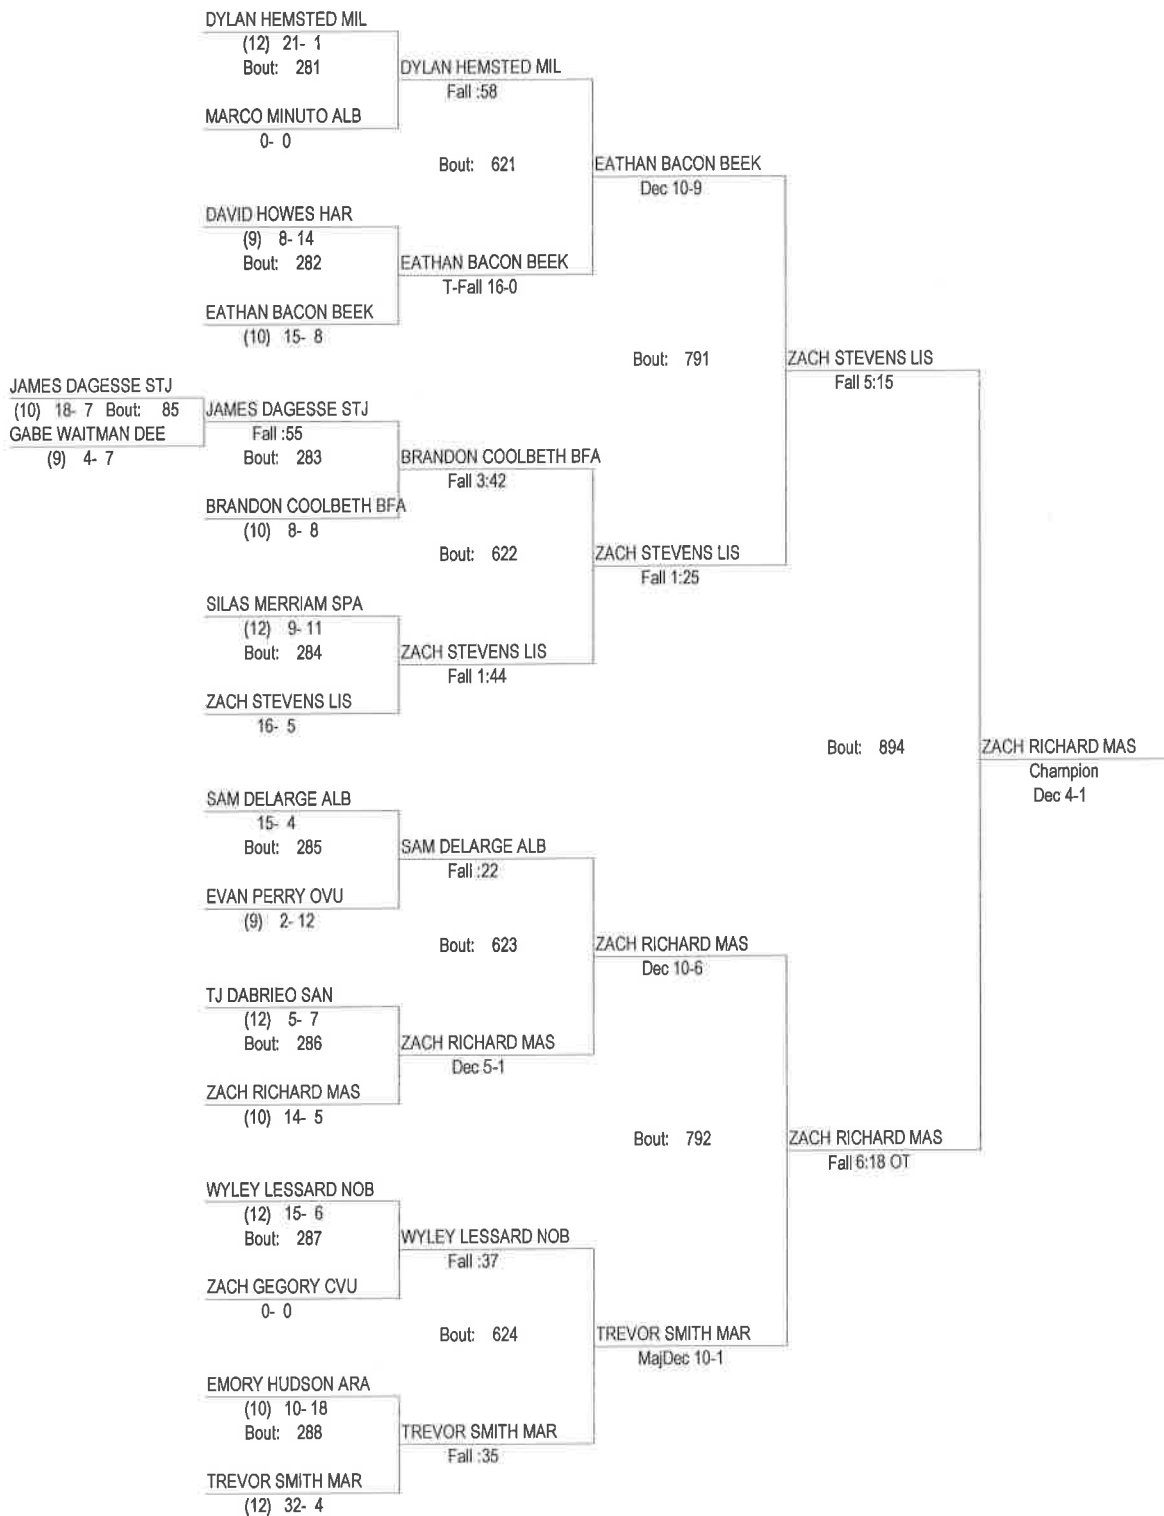 DYLAN HEMSTED MIL
(12) 21- 1
Bout: 281
DYLAN HEMSTED MIL
Fall :58
MARCO MINUTO ALB
0- 0
Bout: 621
EATHAN BACON BEEK
Dec 10-9
DAVID HOWES HAR
(9) 8- 14
Bout: 282
EATHAN BACON BEEK
T-Fall 16-0
EATHAN BACON BEEK
(10) 15- 8
Bout: 791
ZACH STEVENS LIS
Fall 5:15
JAMES DAGESSE STJ
(10) 18- 7 Bout: 85
GABE WAITMAN DEE
(9) 4- 7
JAMES DAGESSE STJ
Fall :55
Bout: 283
BRANDON COOLBETH BFA
Fall 3:42
BRANDON COOLBETH BFA
(10) 8- 8
Bout: 622
ZACH STEVENS LIS
Fall 1:25
SILAS MERRIAM SPA
(12) 9- 11
Bout: 284
ZACH STEVENS LIS
Fall 1:44
ZACH STEVENS LIS
16- 5
Bout: 894
ZACH RICHARD MAS
Champion
Dec 4-1
SAM DELARGE ALB
15- 4
Bout: 285
SAM DELARGE ALB
Fall :22
EVAN PERRY OVU
(9) 2- 12
Bout: 623
ZACH RICHARD MAS
Dec 10-6
TJ DABRIEO SAN
(12) 5- 7
Bout: 286
ZACH RICHARD MAS
Dec 5-1
ZACH RICHARD MAS
(10) 14- 5
Bout: 792
ZACH RICHARD MAS
Fall 6:18 OT
WYLEY LESSARD NOB
(12) 15- 6
Bout: 287
WYLEY LESSARD NOB
Fall :37
ZACH GEGORY CVU
0- 0
Bout: 624
TREVOR SMITH MAR
MajDec 10-1
EMORY HUDSON ARA
(10) 10- 18
Bout: 288
TREVOR SMITH MAR
Fall :35
TREVOR SMITH MAR
(12) 32- 4